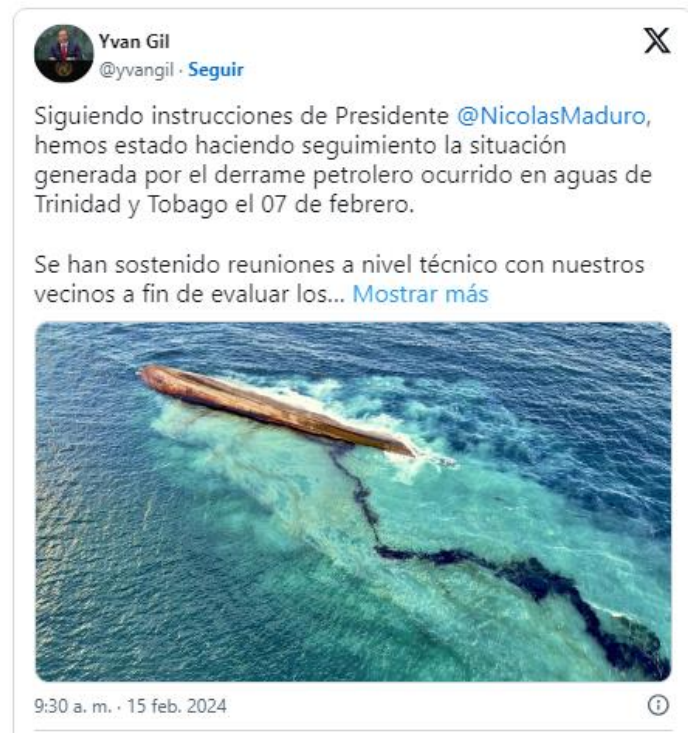 Yvan Gil
@yvangil · Seguir
Siguiendo instrucciones de Presidente @NicolasMaduro,
hemos estado haciendo seguimiento la situación
generada por el derrame petrolero ocurrido en aguas de
Trinidad y Tobago el 07 de febrero.
Se han sostenido reuniones a nivel técnico con nuestros
vecinos a fin de evaluar los... Mostrar más
9:30 a. m. · 15 feb. 2024